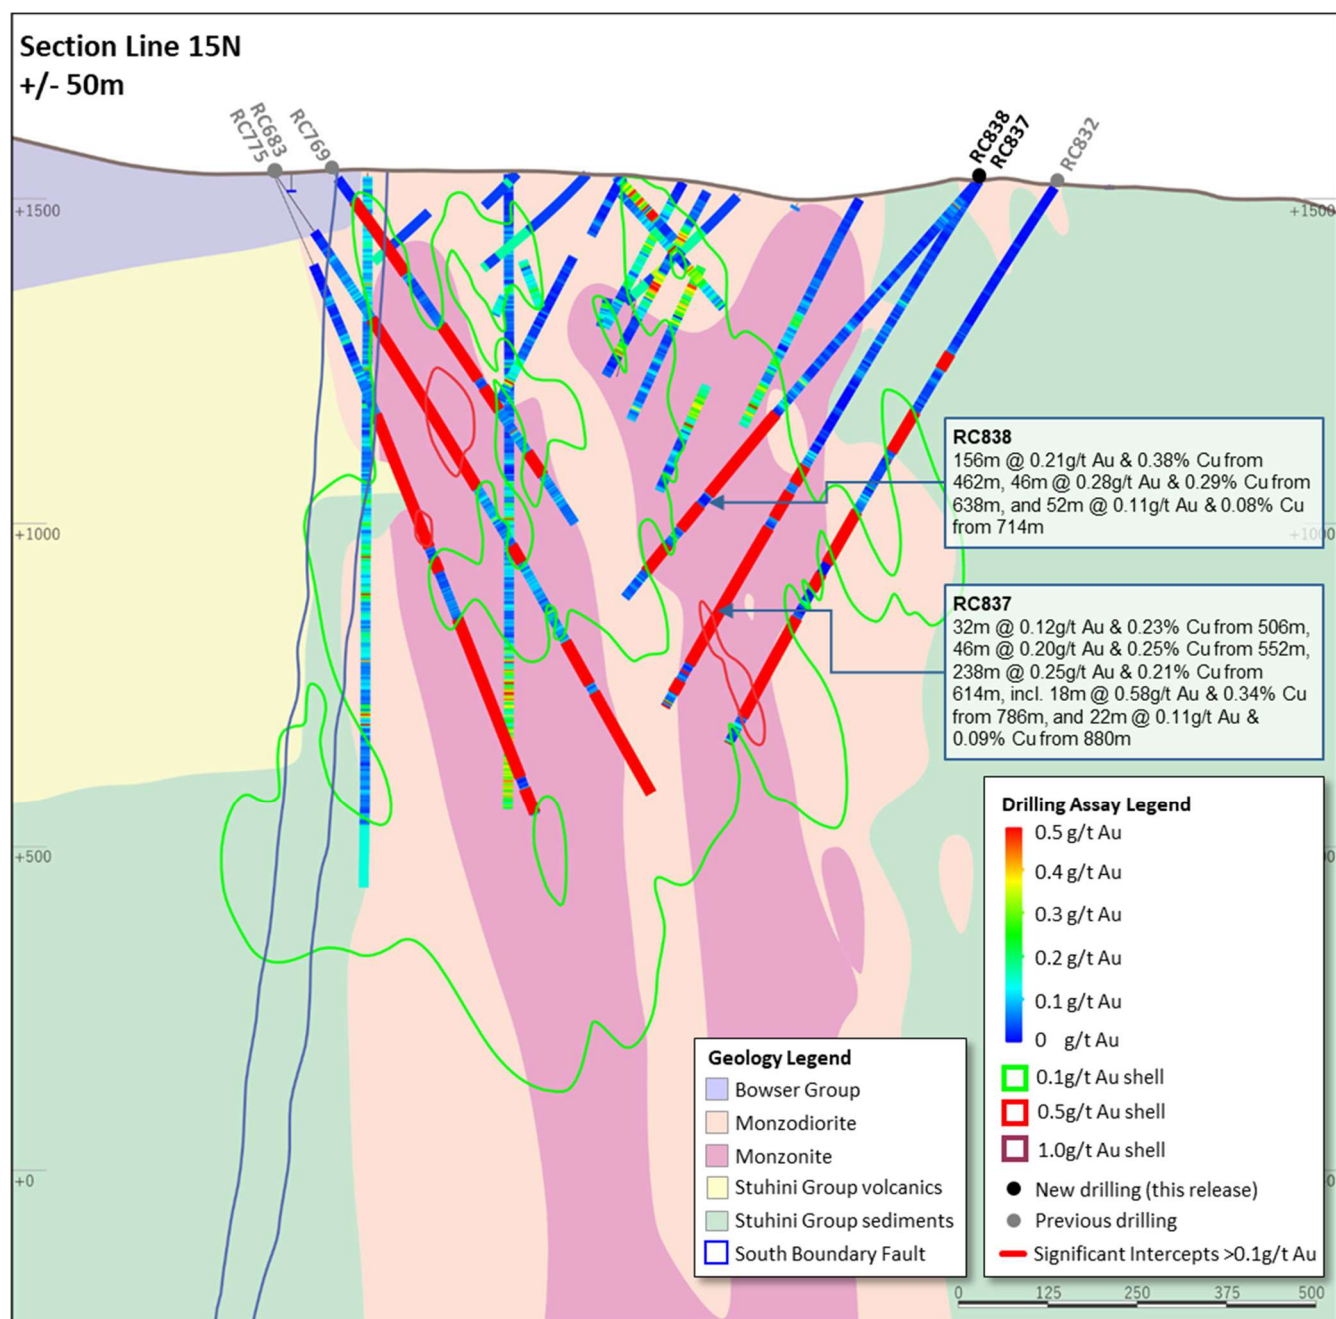 Section Line 15N
+/- 50m
RC775
RC683
RC769
RC838
RC837
RC832
+1500
+1500
RC838
156m @ 0.21g/t Au & 0.38% Cu from
462m, 46m @ 0.28g/t Au & 0.29% Cu from
638m, and 52m @ 0.11g/t Au & 0.08% Cu
from 714m
+1000
+1000
RC837
32m @ 0.12g/t Au & 0.23% Cu from 506m,
46m @ 0.20g/t Au & 0.25% Cu from 552m,
238m @ 0.25g/t Au & 0.21% Cu from
614m, incl. 18m @ 0.58g/t Au & 0.34% Cu
from 786m, and 22m @ 0.11g/t Au &
0.09% Cu from 880m
+500
+0
Drilling Assay Legend
0.5 g/t Au
0.4 g/t Au
0.3 g/t Au
0.2 g/t Au
0.1 g/t Au
0 g/t Au
0.1g/t Au shell
0.5g/t Au shell
1.0g/t Au shell
New drilling (this release)
Previous drilling
Significant Intercepts >0.1g/t Au
Geology Legend
Bowser Group
Monzodiorite
Monzonite
Stuhini Group volcanics
Stuhini Group sediments
South Boundary Fault
0 125 250 375 500